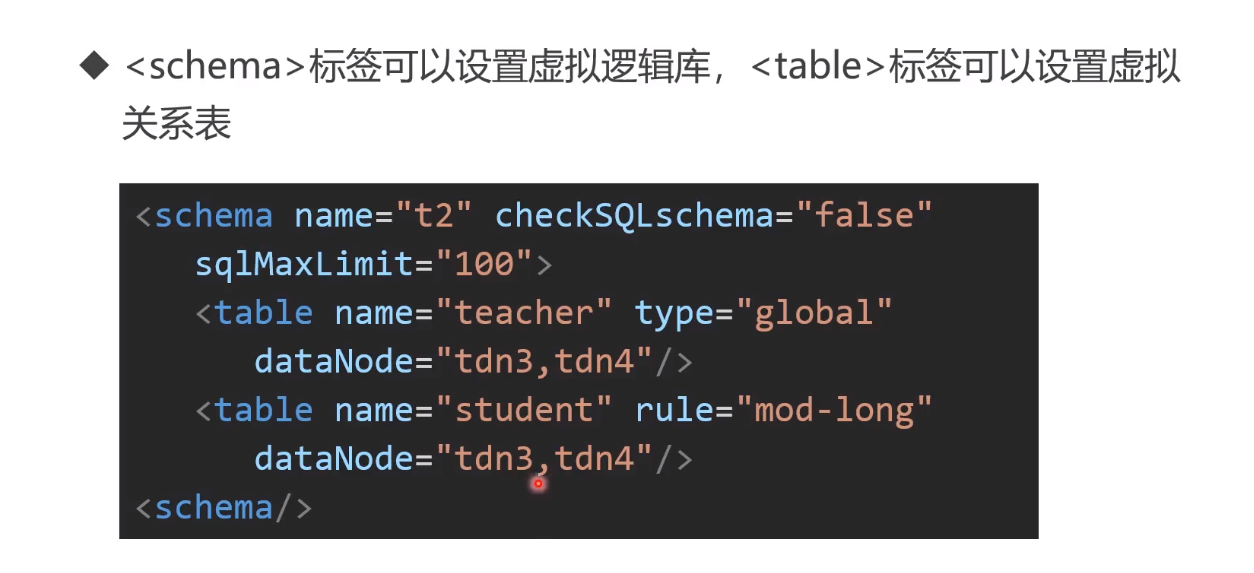 ◆ <schema>标签可以设置虚拟逻辑库，<table>标签可以设置虚拟
关系表
<schema name="t2" checkSQLschema="false"
sqlMaxLimit="100">
<table name="teacher" type="global"
dataNode="tdn3,tdn4"/>
<table name="student" rule="mod-long"
dataNode="tdn3,tdn4"/>
<schema/>